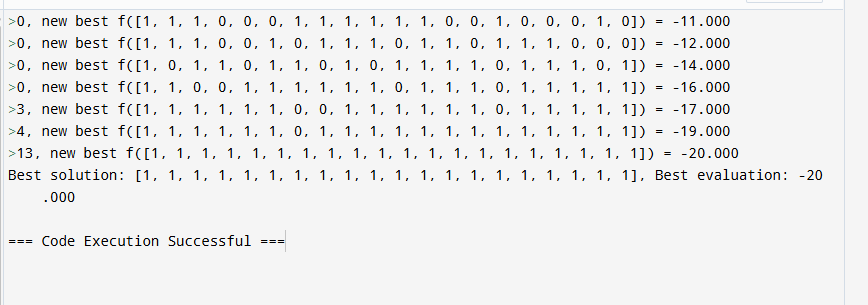 >0, new best f([1, 1, 1, 0, 0, 0, 1, 1, 1, 1, 1, 1, 0, 0, 1, 0, 0, 0, 1, 0]) = -11.000
>0, new best f([1, 1, 1, 0, 0, 1, 0, 1, 1, 1, 0, 1, 1, 0, 1, 1, 1, 0, 0, 0]) = -12.000
>0, new best f([1, 0, 1, 1, 0, 1, 1, 0, 1, 0, 1, 1, 1, 1, 0, 1, 1, 1, 0, 1]) = -14.000
>0, new best f([1, 1, 0, 0, 1, 1, 1, 1, 1, 1, 0, 1, 1, 1, 0, 1, 1, 1, 1, 1]) = -16.000
>3, new best f([1, 1, 1, 1, 1, 1, 0, 0, 1, 1, 1, 1, 1, 1, 0, 1, 1, 1, 1, 1]) = -17.000
>4, new best f([1, 1, 1, 1, 1, 1, 0, 1, 1, 1, 1, 1, 1, 1, 1, 1, 1, 1, 1, 1]) = -19.000
>13, new best f([1, 1, 1, 1, 1, 1, 1, 1, 1, 1, 1, 1, 1, 1, 1, 1, 1, 1, 1, 1]) = -20.000
Best solution: [1, 1, 1, 1, 1, 1, 1, 1, 1, 1, 1, 1, 1, 1, 1, 1, 1, 1, 1, 1], Best evaluation: -20
.000
=== Code Execution Successful ===